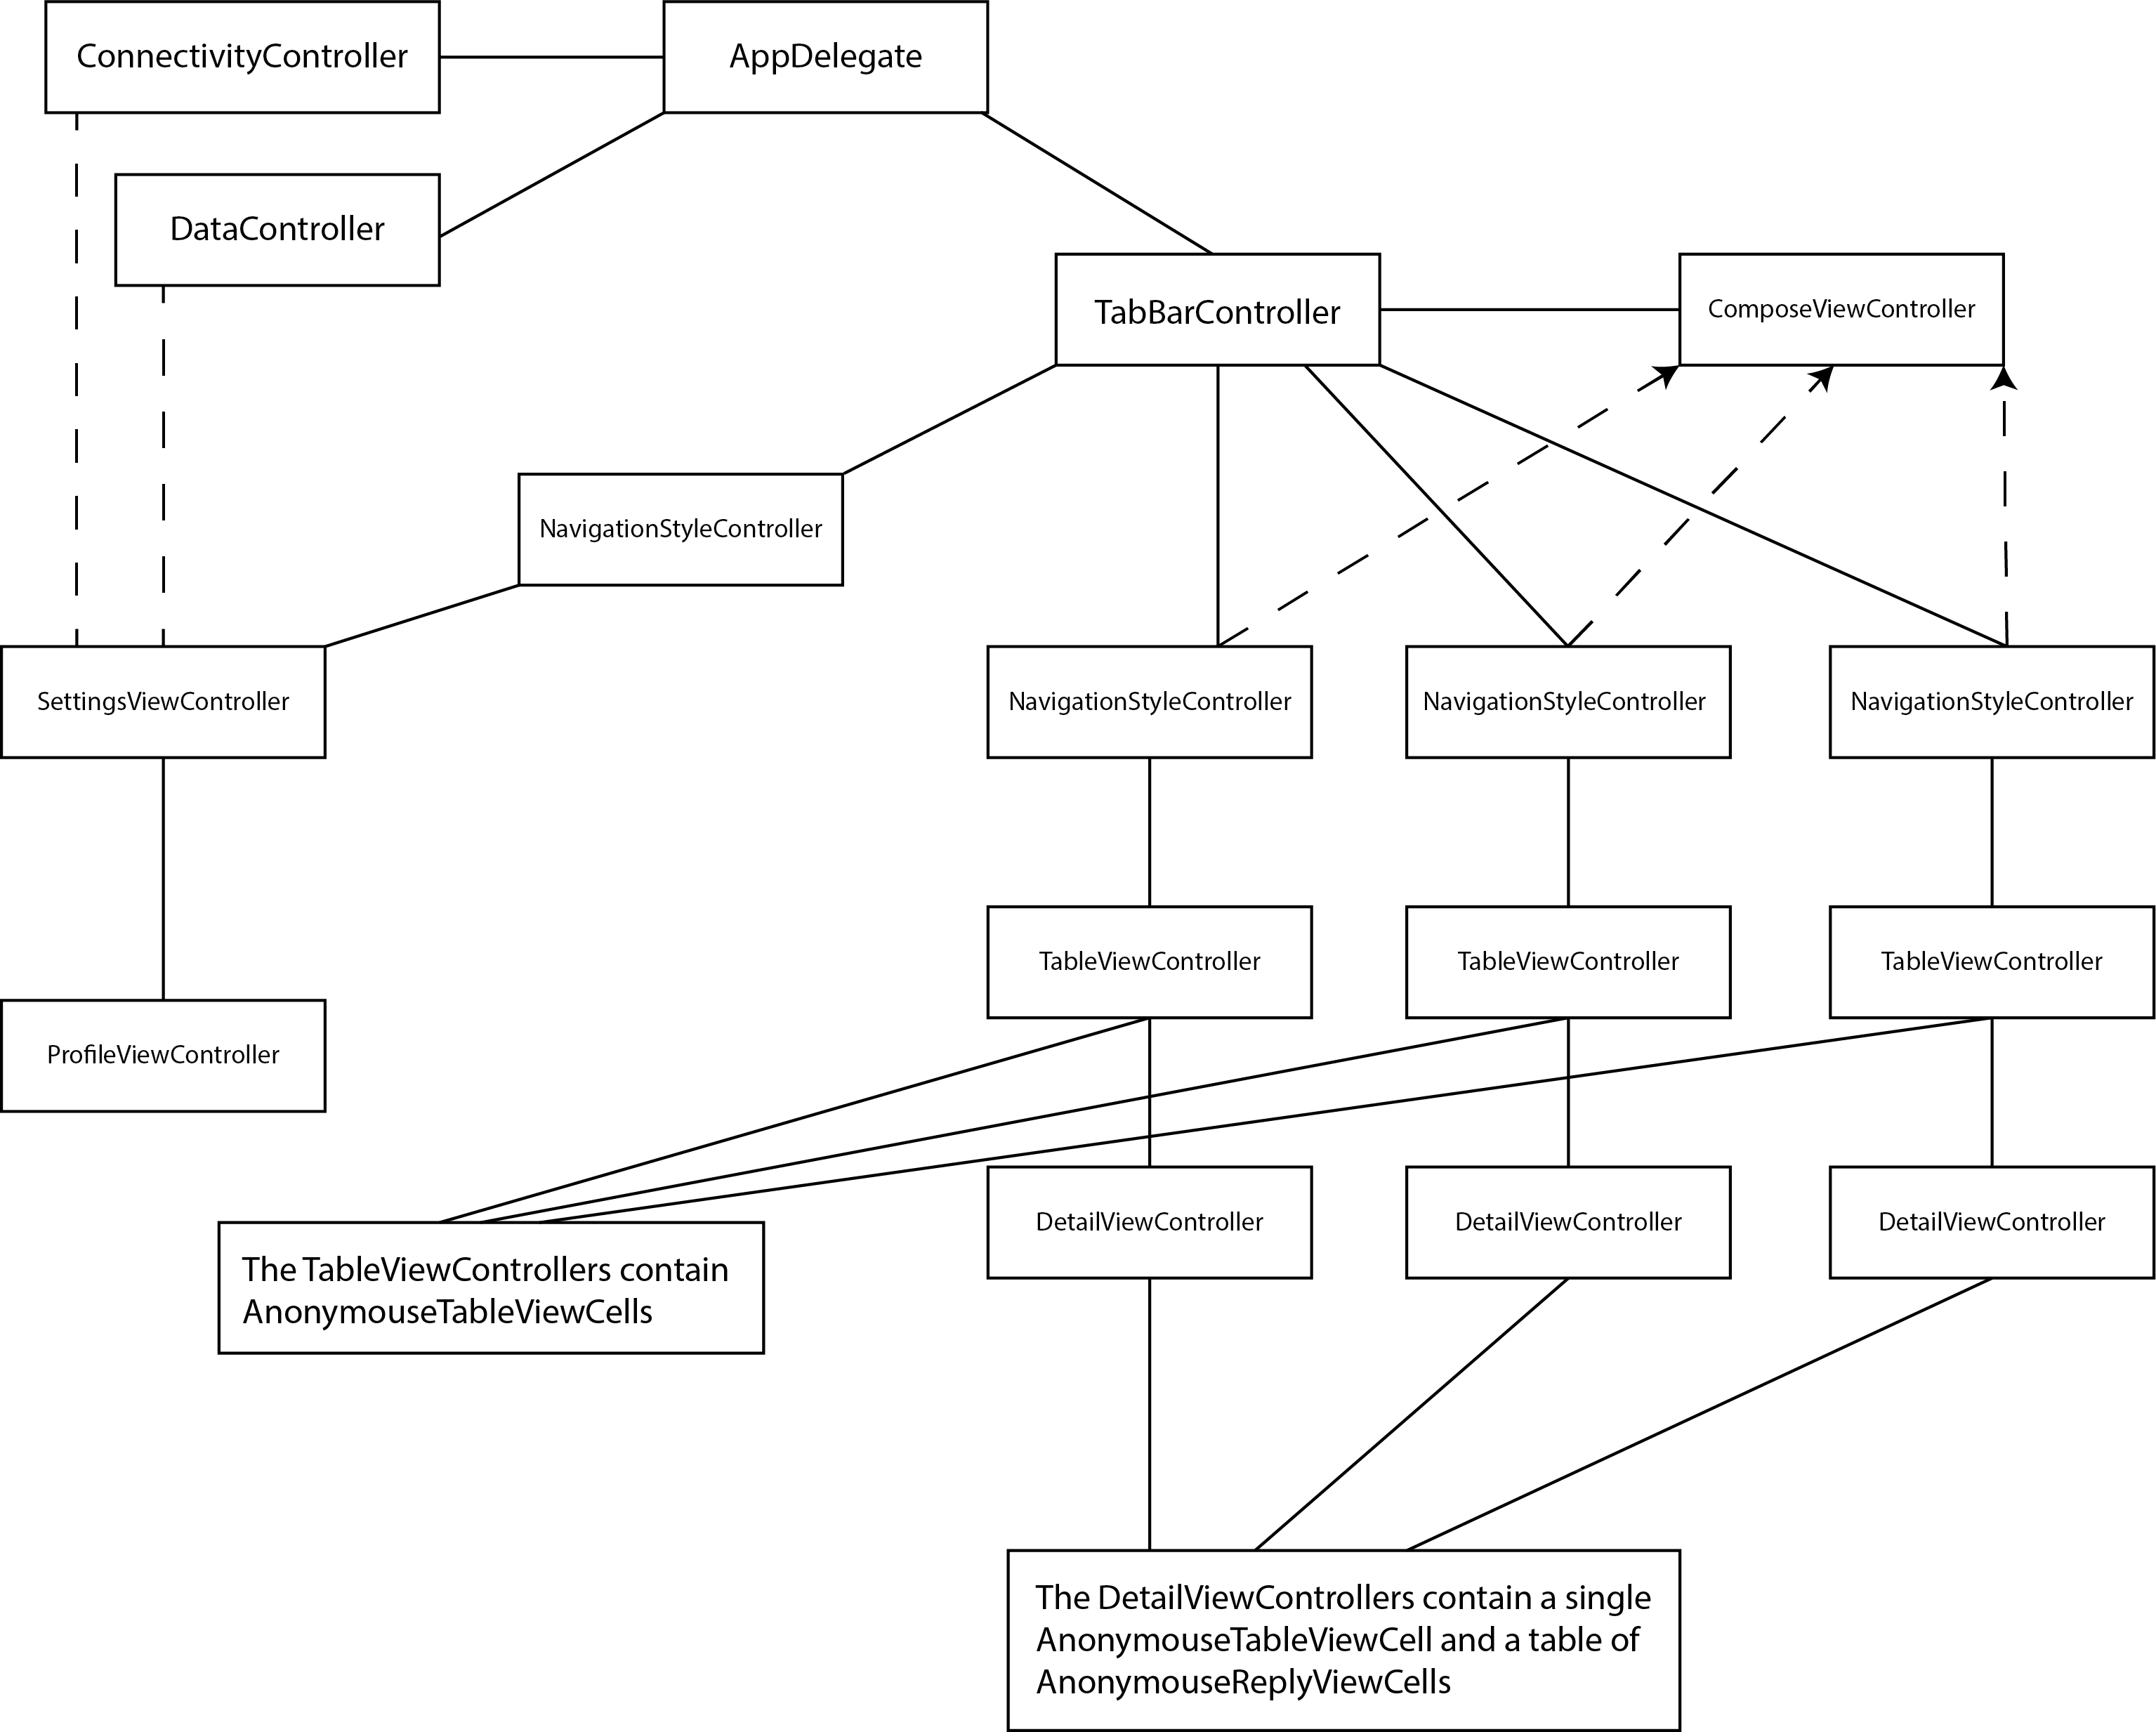 ConnectivityController
AppDelegate
DataController
TabBarController
ComposeViewController
NavigationStyleController
SettingsViewController
NavigationStyleController
NavigationStyleController
NavigationStyleController
TableViewController
TableViewController
TableViewController
ProfileViewController
DetailViewController
DetailViewController
DetailViewController
The TableViewControllers contain
AnonymouseTableViewCells
The DetailViewControllers contain a single
AnonymouseTableViewCell and a table of
AnonymouseReplyViewCells